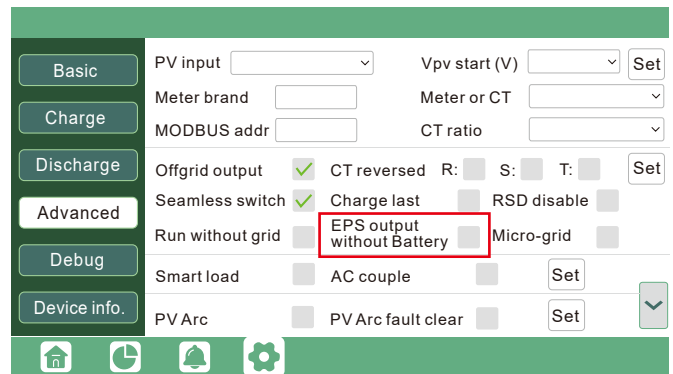 Basic
Charge
Discharge
Advanced
Debug
Device info.
PV input
Vpv start (V)
Set
Meter brand
Meter or CT
MODBUS addr
CT ratio
Offgrid output
CT reversed R: S: T:
Set
Seamless switch
Charge last
RSD disable
Run without grid
EPS output
without Battery
Micro-grid
Smart load
AC couple
Set
PV Arc
PV Arc fault clear
Set